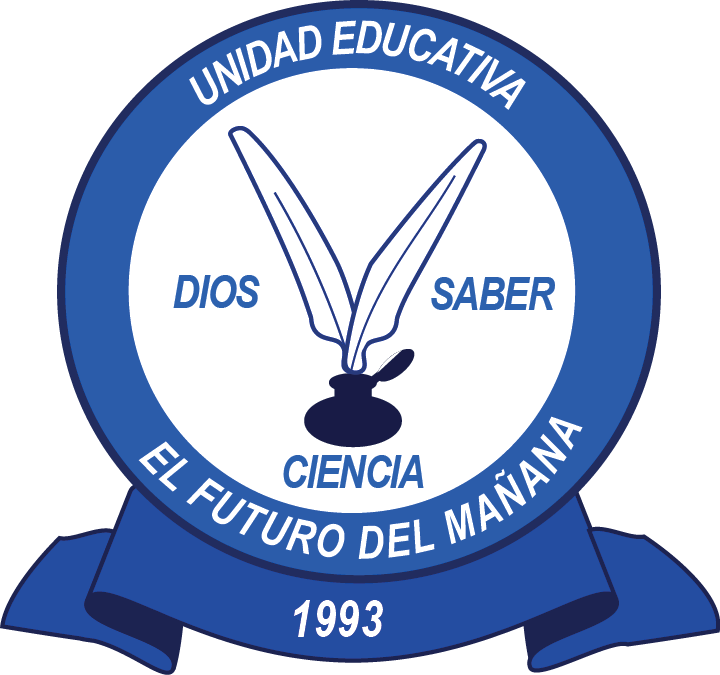 UNIDAD EDUCATIVA
DIOS
SABER
CIENCIA
EL FUTURO DEL MAÑANA
1993